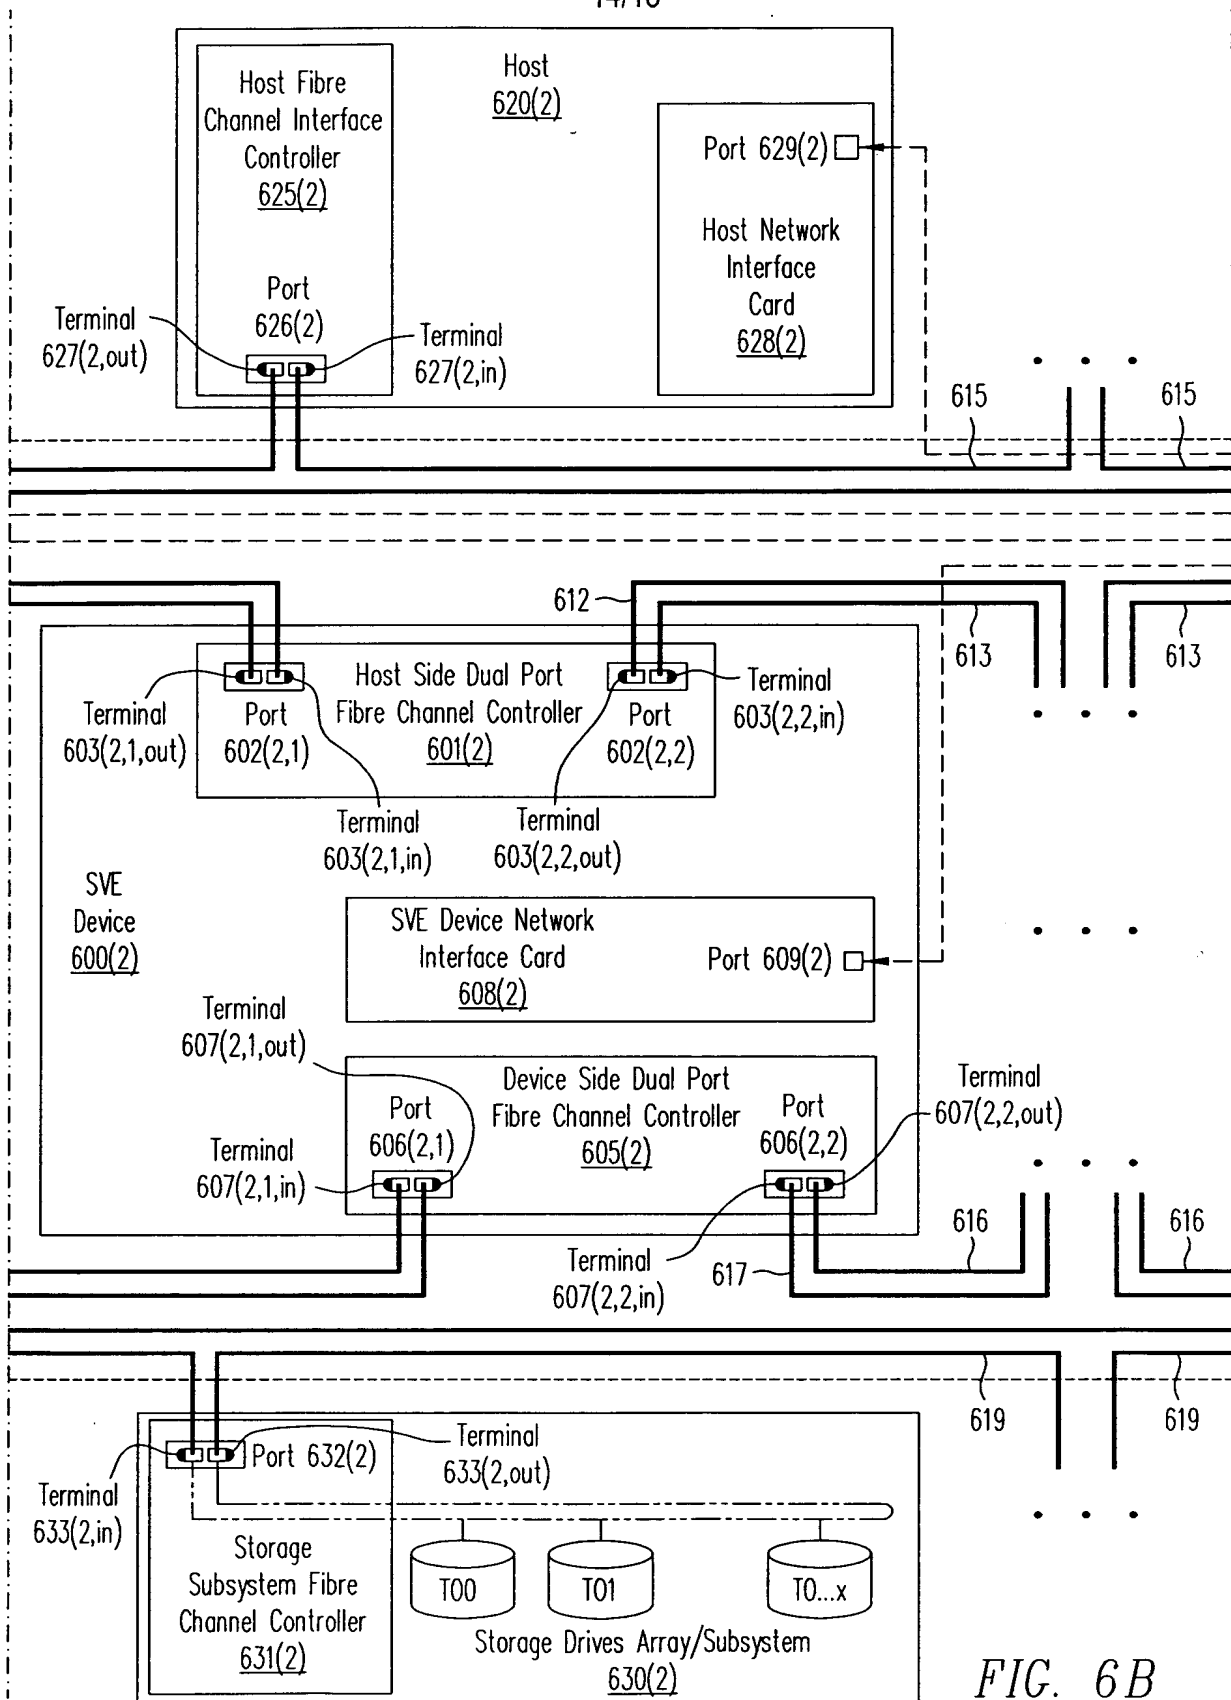 Host Fibre
Channel Interface
Controller
625(2)
Host
620(2)
Port 629(2)
Host Network
Interface
Card
628(2)
Port
626(2)
Terminal
627(2,out)
Terminal
627(2,in)
615
615
612
613
613
Host Side Dual Port
Fibre Channel Controller
601(2)
Terminal
603(2,1,out)
Port
602(2,1)
Port
602(2,2)
Terminal
603(2,2,in)
Terminal
603(2,1,in)
Terminal
603(2,2,out)
SVE
Device
600(2)
SVE Device Network
Interface Card
608(2)
Port 609(2)
Terminal
607(2,1,out)
Device Side Dual Port
Fibre Channel Controller
605(2)
Port
606(2,1)
Port
606(2,2)
Terminal
607(2,2,out)
Terminal
607(2,1,in)
Terminal
607(2,2,in)
617
616
616
619
619
Port 632(2)
Terminal
633(2,out)
Terminal
633(2,in)
Storage
Subsystem Fibre
Channel Controller
631(2)
T00
T01
T0...x
Storage Drives Array/Subsystem
630(2)
FIG. 6B